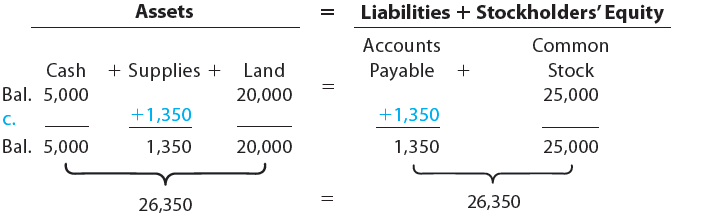 Assets = Liabilities + Stockholders' Equity
Accounts Common
Cash + Supplies + Land Payable + Stock
Bal. 5,000 20,000 = 25,000
c. +1,350 +1,350
Bal. 5,000 1,350 20,000 1,350 25,000
26,350 = 26,350